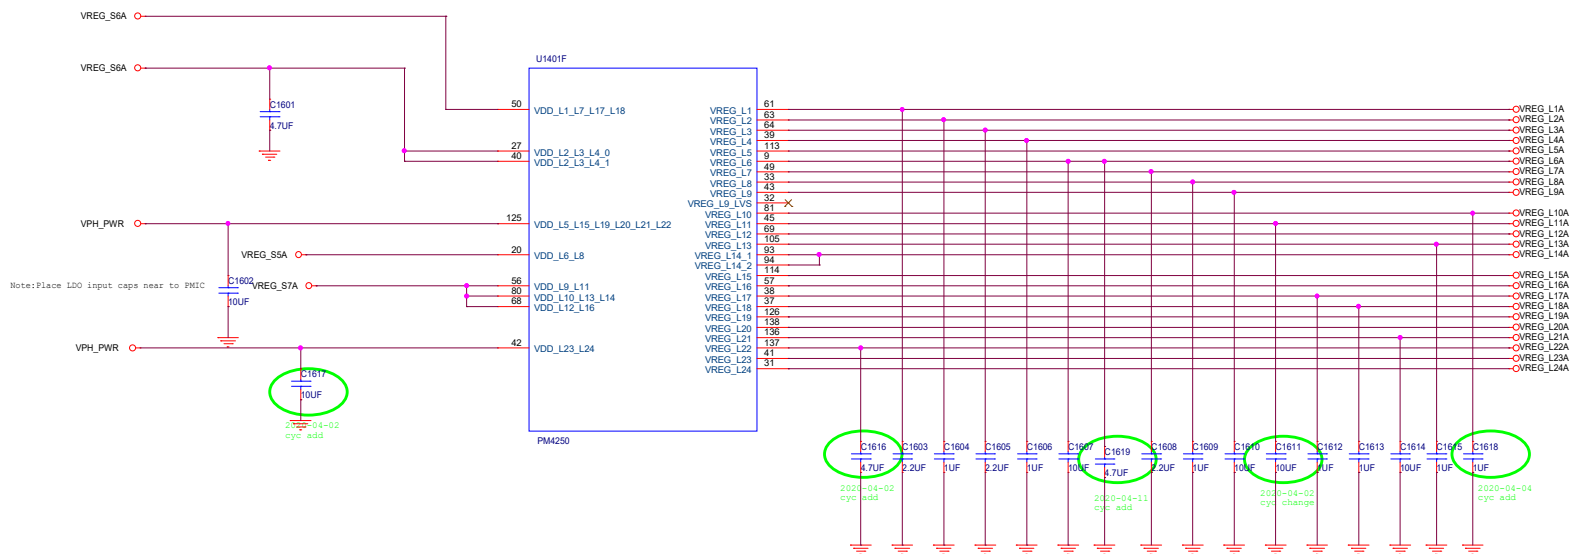 VREG_S6A
U1401F
VREG_S6A
C1601
4.7UF
50 VDD_L1_L7_L17_L18
27 VDD_L2_L3_L4_0
40 VDD_L2_L3_L4_1
VPH_PWR
125 VDD_L5_L15_L19_L20_L21_L22
VREG_S5A
20 VDD_L6_L8
Note:Place LDO input caps near to PMIC
C1602
10UF
VREG_S7A
56 VDD_L9_L11
80 VDD_L10_L13_L14
68 VDD_L12_L16
VPH_PWR
42 VDD_L23_L24
C1617
10UF
2020-04-02
cyc add
PM4250
VREG_L1 61 VREG_L1A
VREG_L2 63 VREG_L2A
VREG_L3 64 VREG_L3A
VREG_L4 39 VREG_L4A
VREG_L5 113 VREG_L5A
VREG_L6 9 VREG_L6A
VREG_L7 49 VREG_L7A
VREG_L8 33 VREG_L8A
VREG_L9 43 VREG_L9A
VREG_L9_LVS 32
VREG_L10 81 VREG_L10A
VREG_L11 45 VREG_L11A
VREG_L12 69 VREG_L12A
VREG_L13 105 VREG_L13A
VREG_L14_1 93 VREG_L14A
VREG_L14_2 94
VREG_L15 114 VREG_L15A
VREG_L16 57 VREG_L16A
VREG_L17 38 VREG_L17A
VREG_L18 37 VREG_L18A
VREG_L19 126 VREG_L19A
VREG_L20 138 VREG_L20A
VREG_L21 136 VREG_L21A
VREG_L22 137 VREG_L22A
VREG_L23 41 VREG_L23A
VREG_L24 31 VREG_L24A
C1616 C1603 C1604 C1605 C1606 C1607 C1619 C1608 C1609 C1610 C1611 C1612 C1613 C1614 C1615 C1618
4.7UF 2.2UF 1UF 2.2UF 1UF 10UF 4.7UF 2.2UF 1UF 10UF 10UF 1UF 1UF 10UF 1UF 1UF
2020-04-02
cyc add
2020-04-11
cyc add
2020-04-02
cyc change
2020-04-04
cyc add